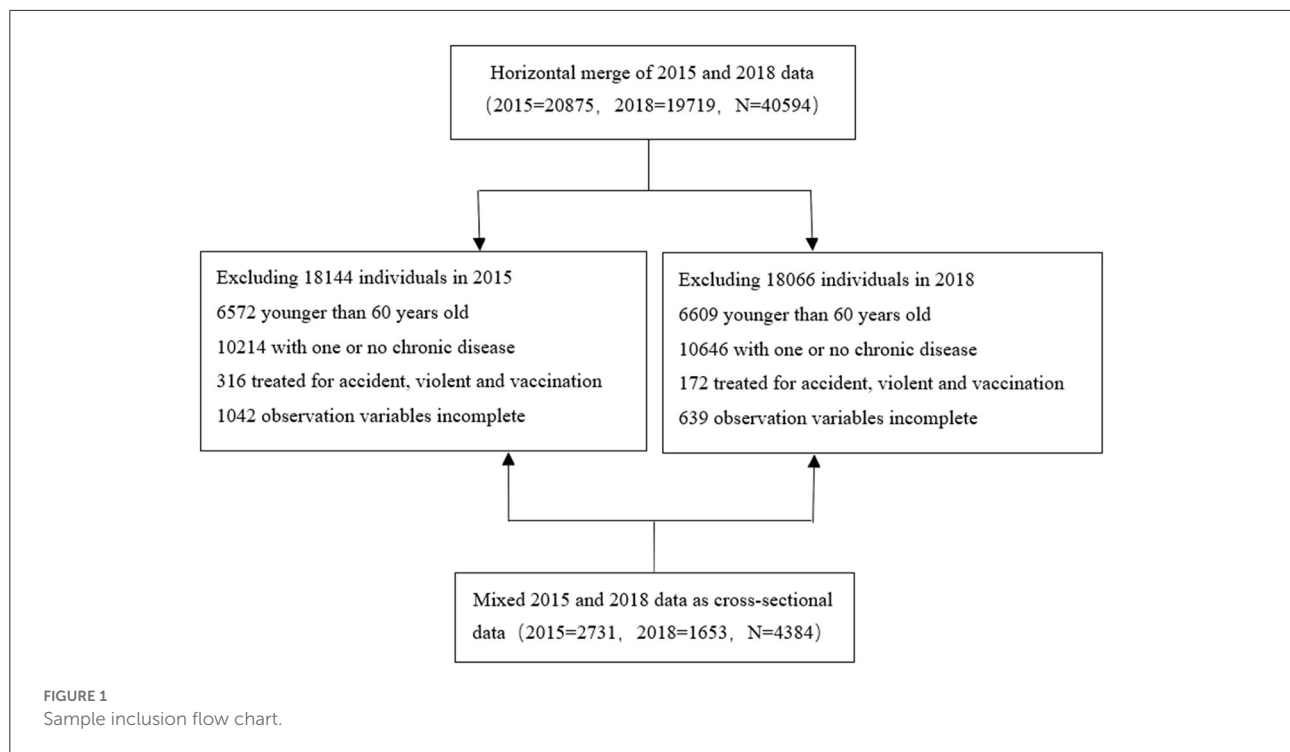 Horizontal merge of 2015 and 2018 data
(2015=20875, 2018=19719, N=40594)
Excluding 18144 individuals in 2015
6572 younger than 60 years old
10214 with one or no chronic disease
316 treated for accident, violent and vaccination
1042 observation variables incomplete
Excluding 18066 individuals in 2018
6609 younger than 60 years old
10646 with one or no chronic disease
172 treated for accident, violent and vaccination
639 observation variables incomplete
Mixed 2015 and 2018 data as cross-sectional
data (2015=2731, 2018=1653, N=4384)
FIGURE 1
Sample inclusion flow chart.